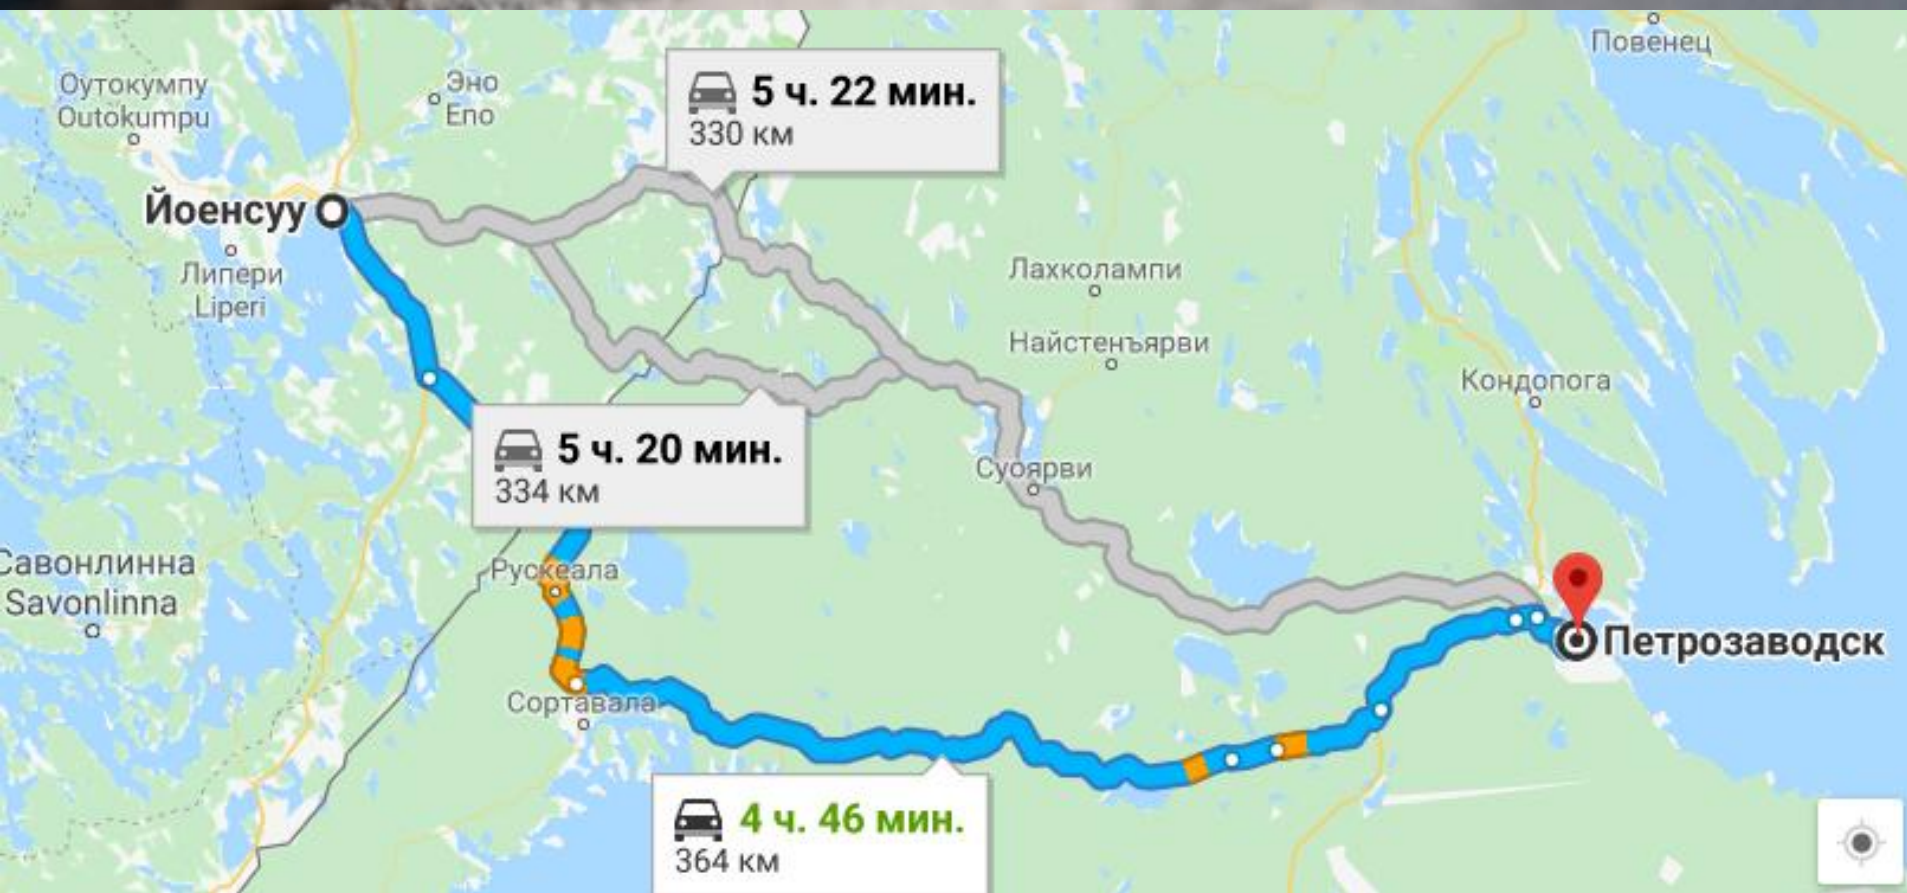 Повенец
Оутокумпу
Outokumpu
Эно
Eno
5 ч. 22 мин.
330 км
Йоенсуу
Липери
Liperi
Лахколампи
Найстенъярви
Кондопога
5 ч. 20 мин.
334 км
Суоярви
Савонлинна
Savonlinna
Рускеала
Петрозаводск
Сортавала
4 ч. 46 мин.
364 км